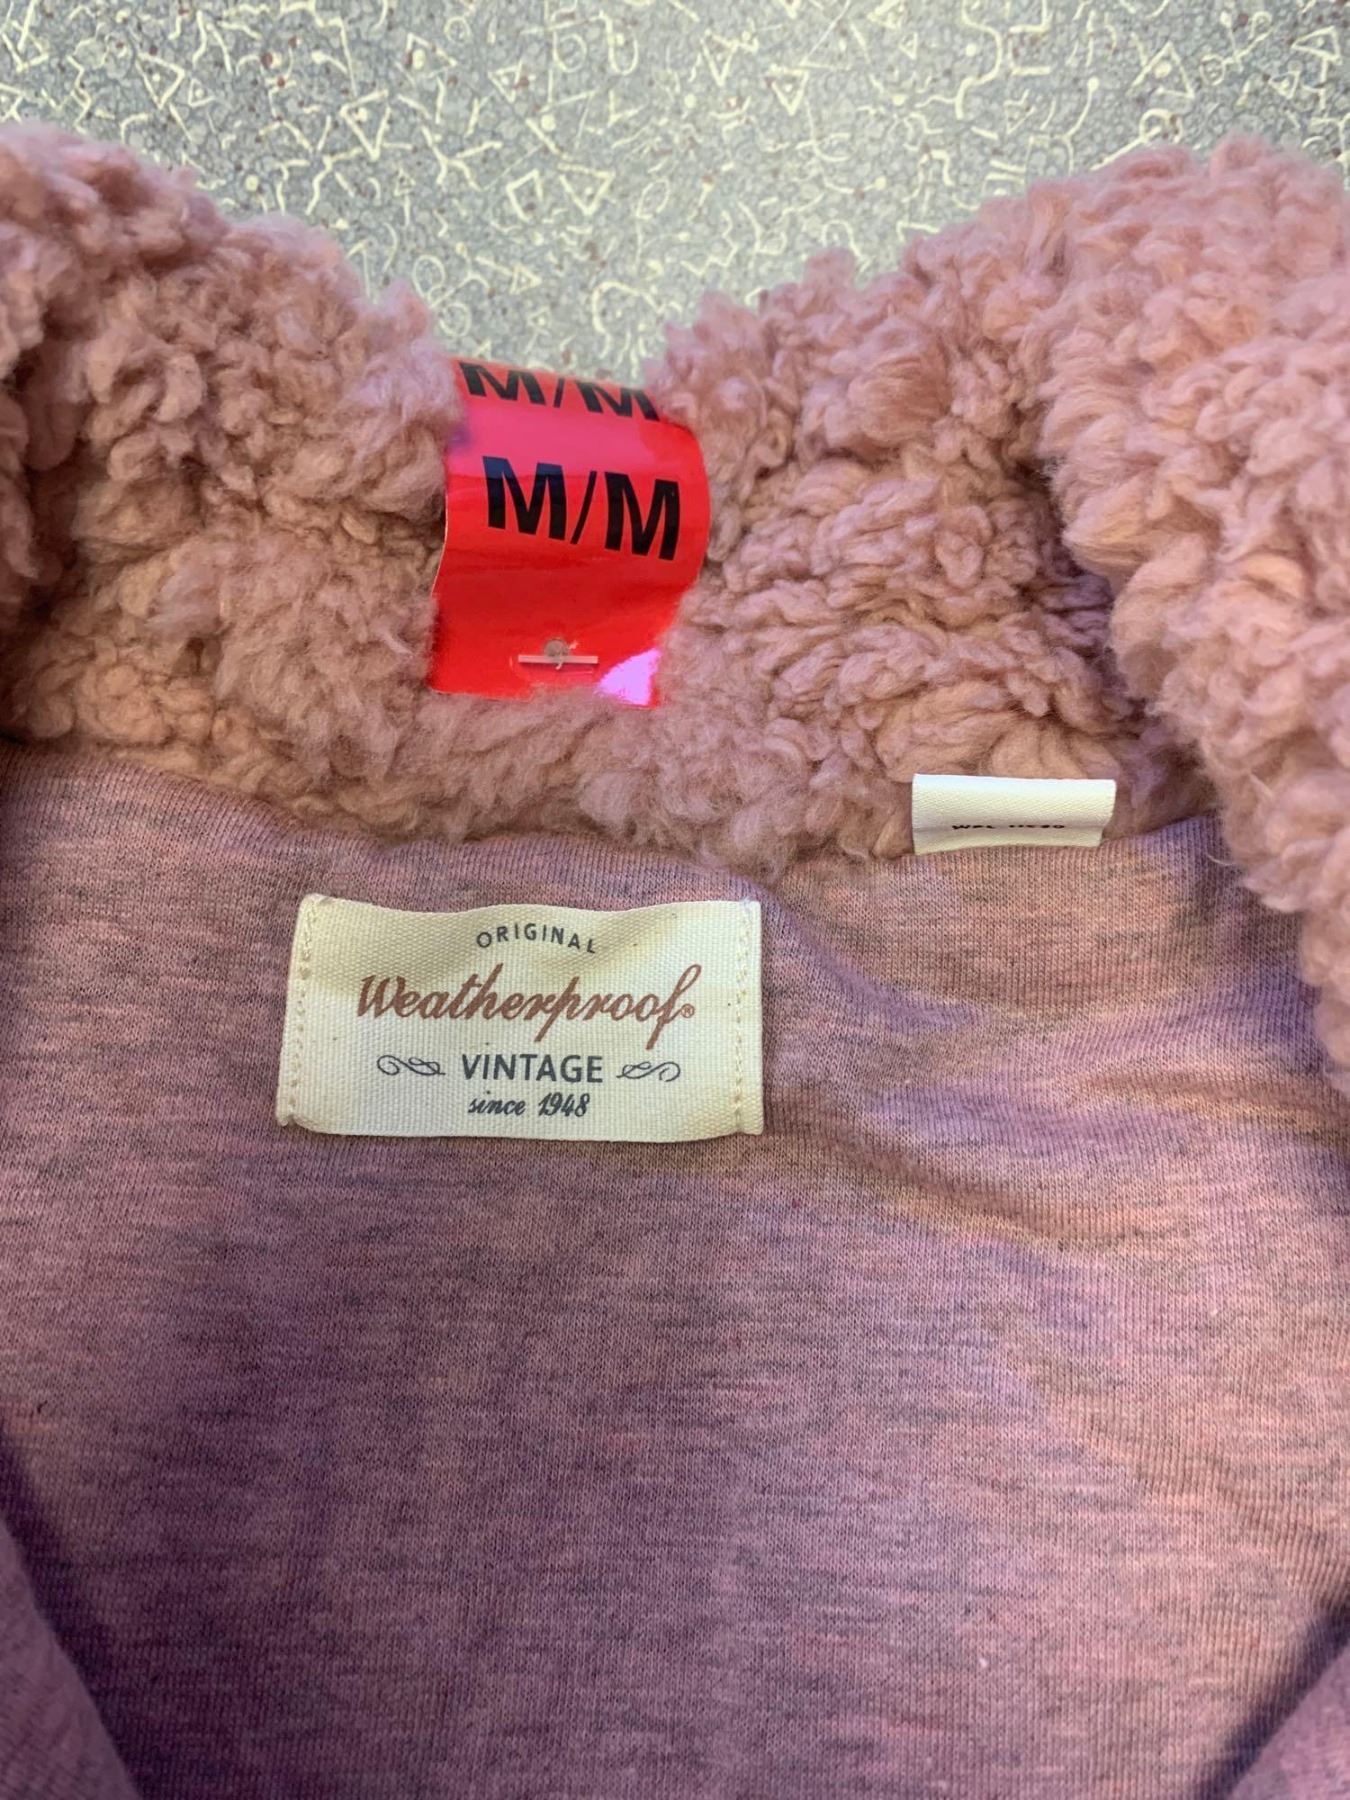 M/M
M/M
ORIGINAL
Weatherproof®
VINTAGE
since 1948